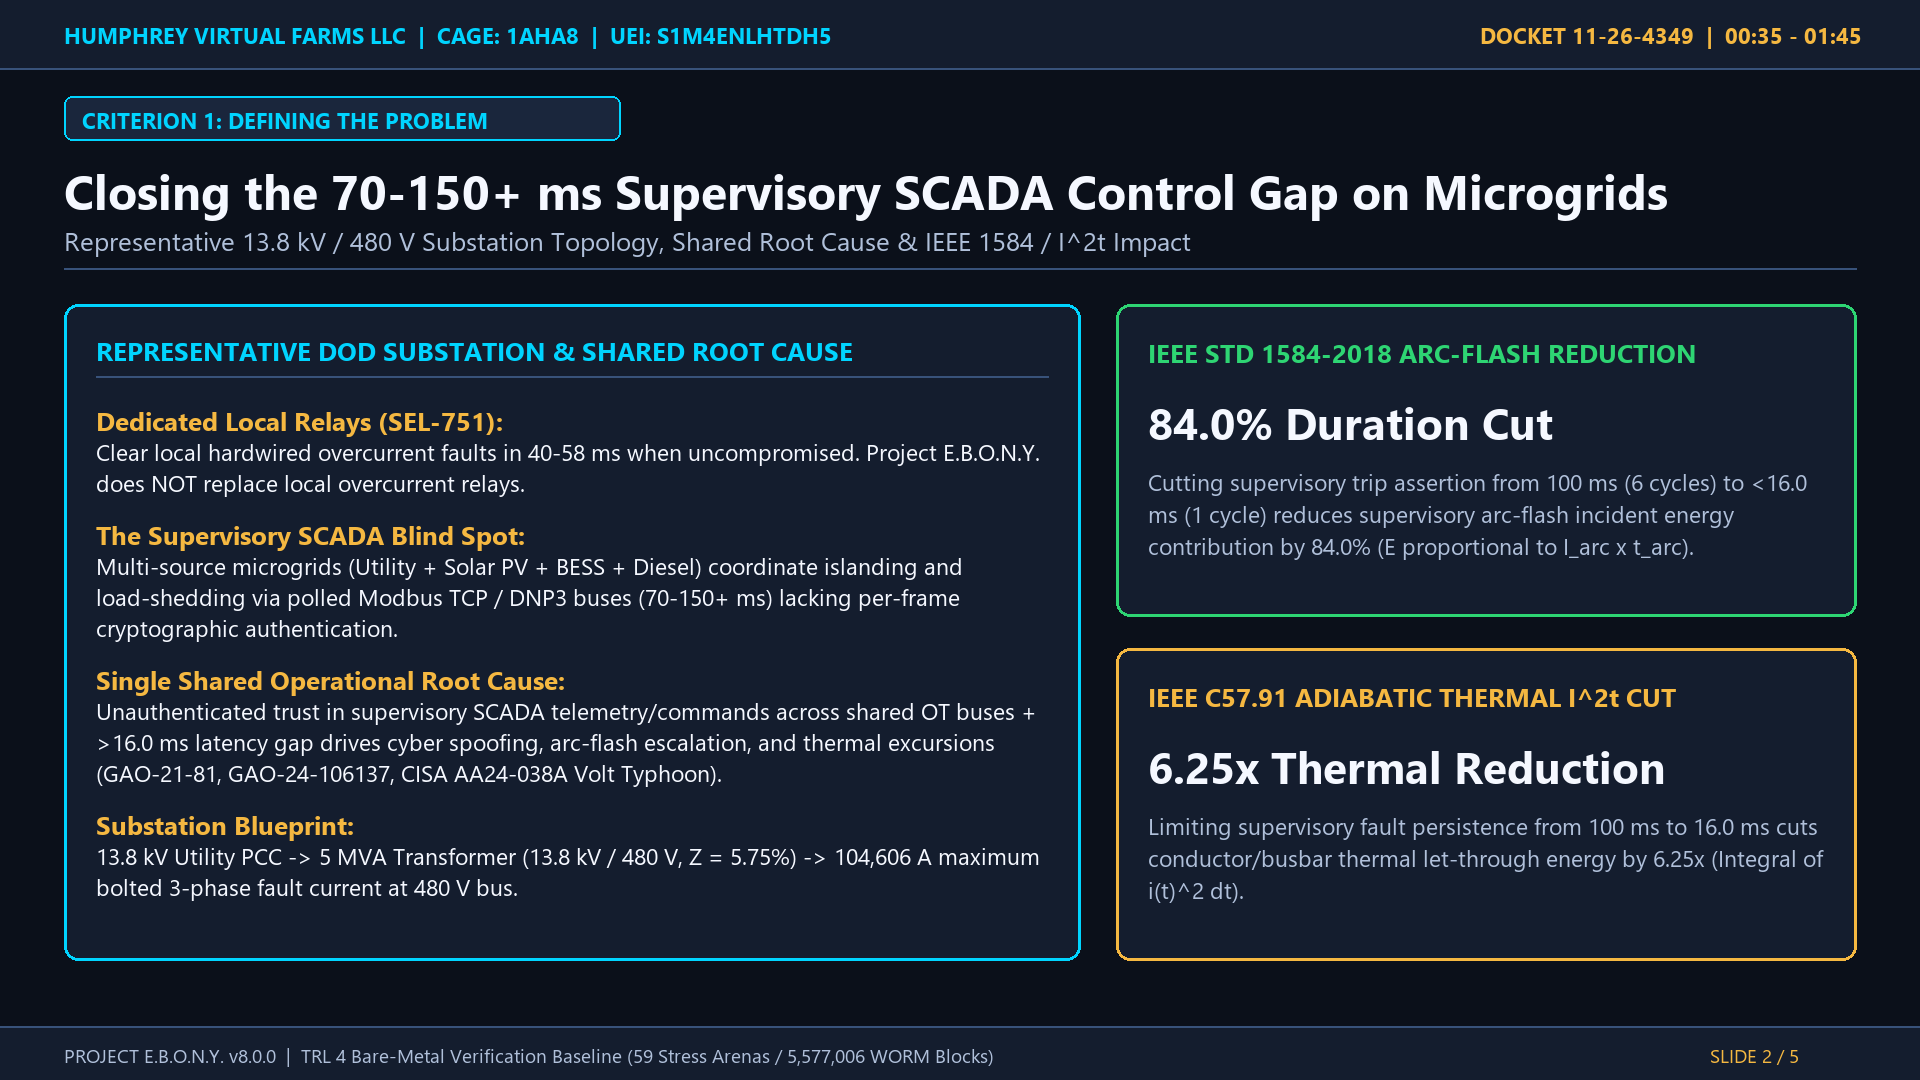 HUMPHREY VIRTUAL FARMS LLC | CAGE: 1AHA8 | UEI: S1M4ENLHTDH5
DOCKET 11-26-4349 | 00:35 - 01:45
CRITERION 1: DEFINING THE PROBLEM
Closing the 70-150+ ms Supervisory SCADA Control Gap on Microgrids
Representative 13.8 kV / 480 V Substation Topology, Shared Root Cause & IEEE 1584 / I^2t Impact
REPRESENTATIVE DOD SUBSTATION & SHARED ROOT CAUSE
Dedicated Local Relays (SEL-751):
Clear local hardwired overcurrent faults in 40-58 ms when uncompromised. Project E.B.O.N.Y.
does NOT replace local overcurrent relays.
The Supervisory SCADA Blind Spot:
Multi-source microgrids (Utility + Solar PV + BESS + Diesel) coordinate islanding and
load-shedding via polled Modbus TCP / DNP3 buses (70-150+ ms) lacking per-frame
cryptographic authentication.
Single Shared Operational Root Cause:
Unauthenticated trust in supervisory SCADA telemetry/commands across shared OT buses +
>16.0 ms latency gap drives cyber spoofing, arc-flash escalation, and thermal excursions
(GAO-21-81, GAO-24-106137, CISA AA24-038A Volt Typhoon).
Substation Blueprint:
13.8 kV Utility PCC -> 5 MVA Transformer (13.8 kV / 480 V, Z = 5.75%) -> 104,606 A maximum
bolted 3-phase fault current at 480 V bus.
IEEE STD 1584-2018 ARC-FLASH REDUCTION
84.0% Duration Cut
Cutting supervisory trip assertion from 100 ms (6 cycles) to <16.0
ms (1 cycle) reduces supervisory arc-flash incident energy
contribution by 84.0% (E proportional to I_arc x t_arc).
IEEE C57.91 ADIABATIC THERMAL I^2t CUT
6.25x Thermal Reduction
Limiting supervisory fault persistence from 100 ms to 16.0 ms cuts
conductor/busbar thermal let-through energy by 6.25x (Integral of
i(t)^2 dt).
PROJECT E.B.O.N.Y. v8.0.0 | TRL 4 Bare-Metal Verification Baseline (59 Stress Arenas / 5,577,006 WORM Blocks)
SLIDE 2 / 5